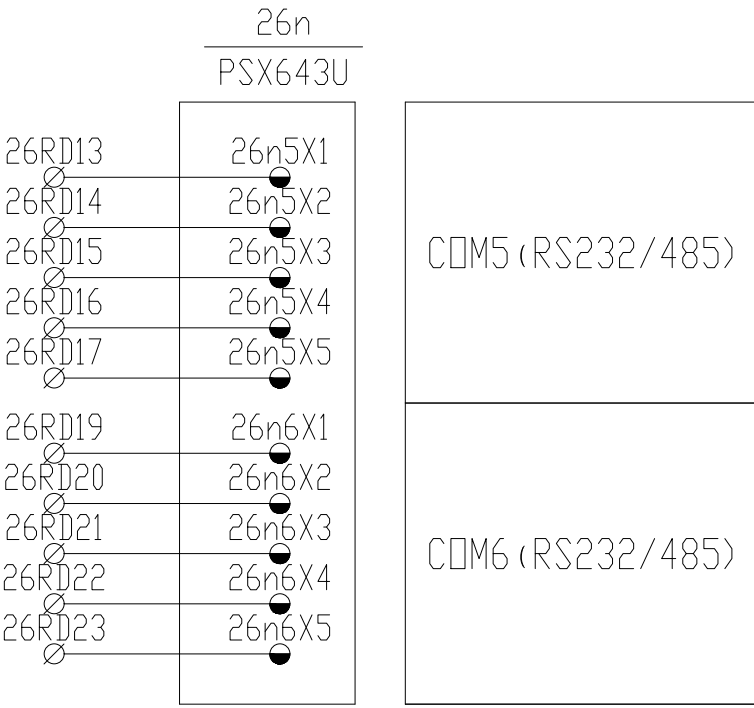 26n
PSX643U
26RD13 26n5X1
26RD14 26n5X2
26RD15 26n5X3
26RD16 26n5X4
26RD17 26n5X5
COM5(RS232/485)
26RD19 26n6X1
26RD20 26n6X2
26RD21 26n6X3
26RD22 26n6X4
26RD23 26n6X5
COM6(RS232/485)